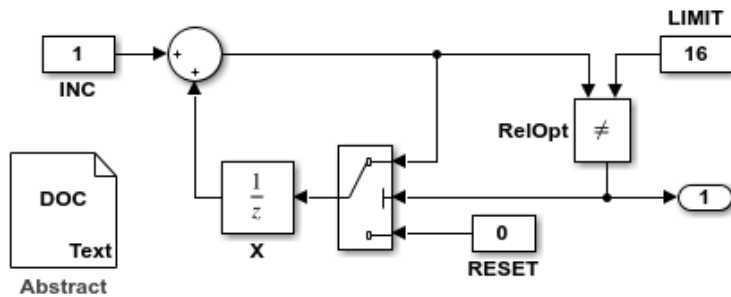 LIMIT
1
+
+
16
INC
RelOpt
≠
DOC
Text
1
z
1
0
X
RESET
Abstract